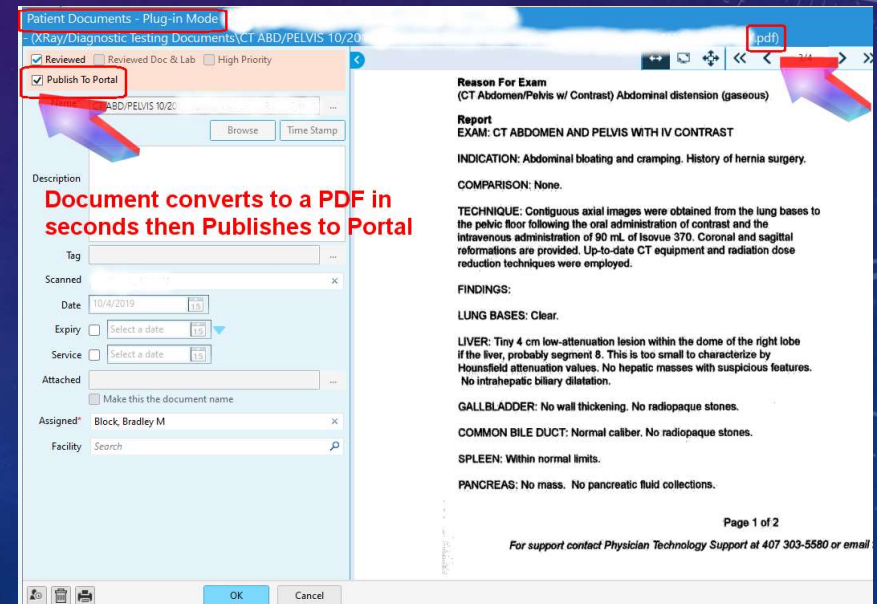 Patient Documents - Plug-in Mode
- (XRay/Diagnostic Testing Documents\CT ABD/PELVIS 10/20
.pdf)
Reviewed Reviewed Doc & Lab High Priority
Publish To Portal
Name CT ABD/PELVIS 10/20 ...
Browse Time Stamp
Description
Document converts to a PDF in
seconds then Publishes to Portal
Tag ...
Scanned ×
Date 10/4/2019 15
Expiry Select a date 15
Service Select a date 15
Attached ...
Make this the document name
Assigned* Block, Bradley M ×
Facility Search
OK Cancel
Reason For Exam
(CT Abdomen/Pelvis w/ Contrast) Abdominal distension (gaseous)
Report
EXAM: CT ABDOMEN AND PELVIS WITH IV CONTRAST
INDICATION: Abdominal bloating and cramping. History of hernia surgery.
COMPARISON: None.
TECHNIQUE: Contiguous axial images were obtained from the lung bases to
the pelvic floor following the oral administration of contrast and the
intravenous administration of 90 mL of Isovue 370. Coronal and sagittal
reformations are provided. Up-to-date CT equipment and radiation dose
reduction techniques were employed.
FINDINGS:
LUNG BASES: Clear.
LIVER: Tiny 4 cm low-attenuation lesion within the dome of the right lobe
if the liver, probably segment 8. This is too small to characterize by
Hounsfield attenuation values. No hepatic masses with suspicious features.
No intrahepatic biliary dilatation.
GALLBLADDER: No wall thickening. No radiopaque stones.
COMMON BILE DUCT: Normal caliber. No radiopaque stones.
SPLEEN: Within normal limits.
PANCREAS: No mass. No pancreatic fluid collections.
Page 1 of 2
For support contact Physician Technology Support at 407 303-5580 or email